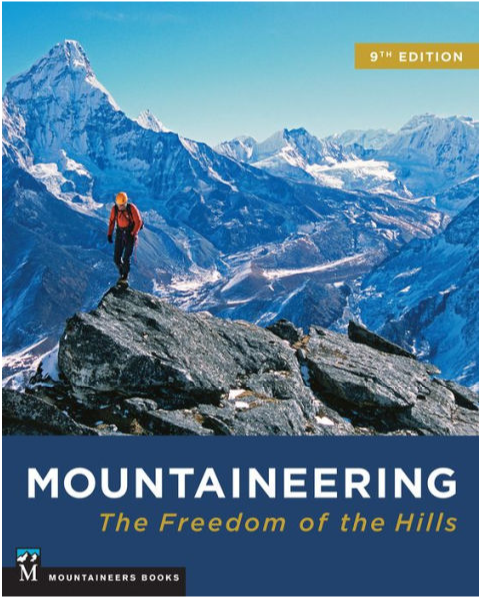 9TH EDITION
MOUNTAINEERING
The Freedom of the Hills
M
MOUNTAINEERS BOOKS